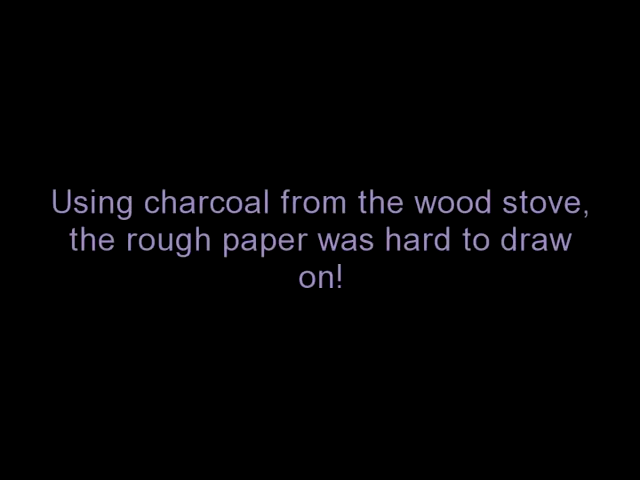 Using charcoal from the wood stove,
the rough paper was hard to draw
on!